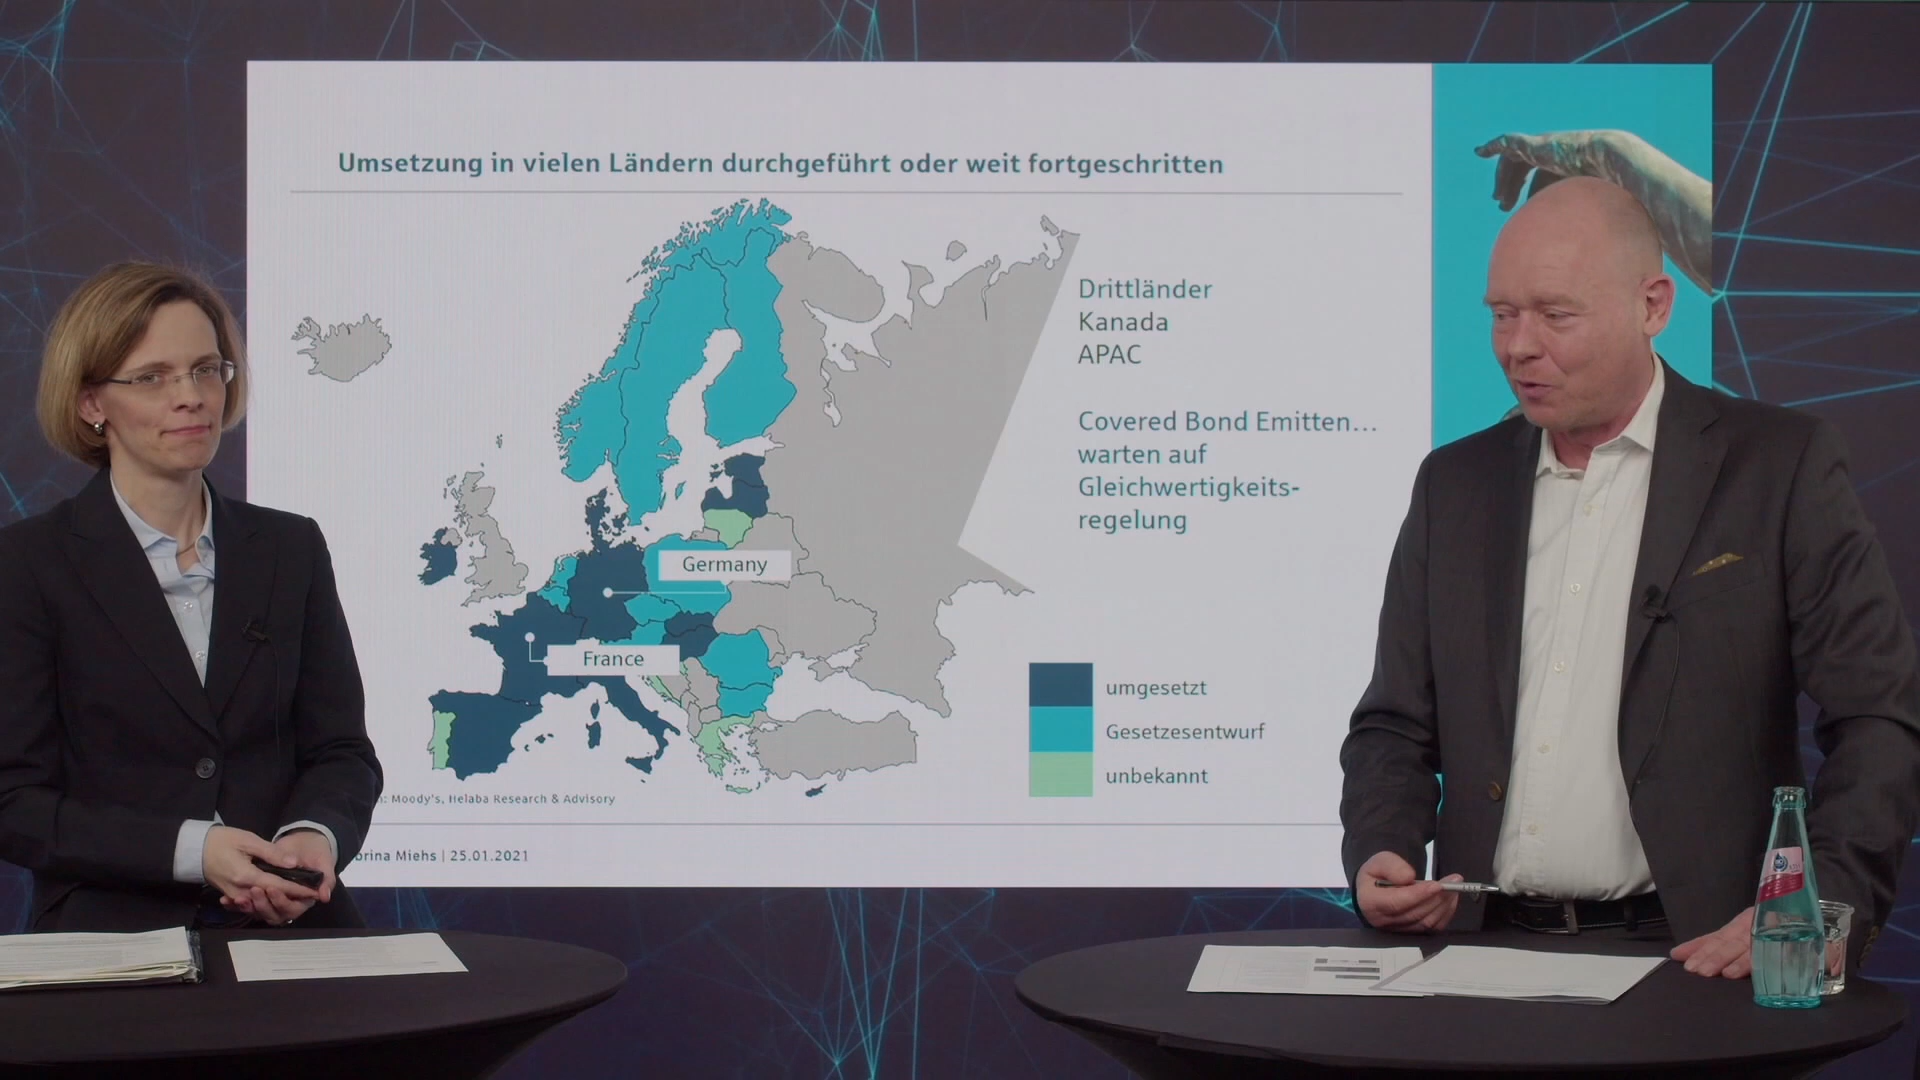 Umsetzung in vielen Ländern durchgeführt oder weit fortgeschritten
Drittländer
Kanada
APAC
Covered Bond Emitten…
warten auf
Gleichwertigkeits-
regelung
Germany
France
umgesetzt
Gesetzesentwurf
unbekannt
Moody's, Helaba Research & Advisory
Miehs | 25.01.2021